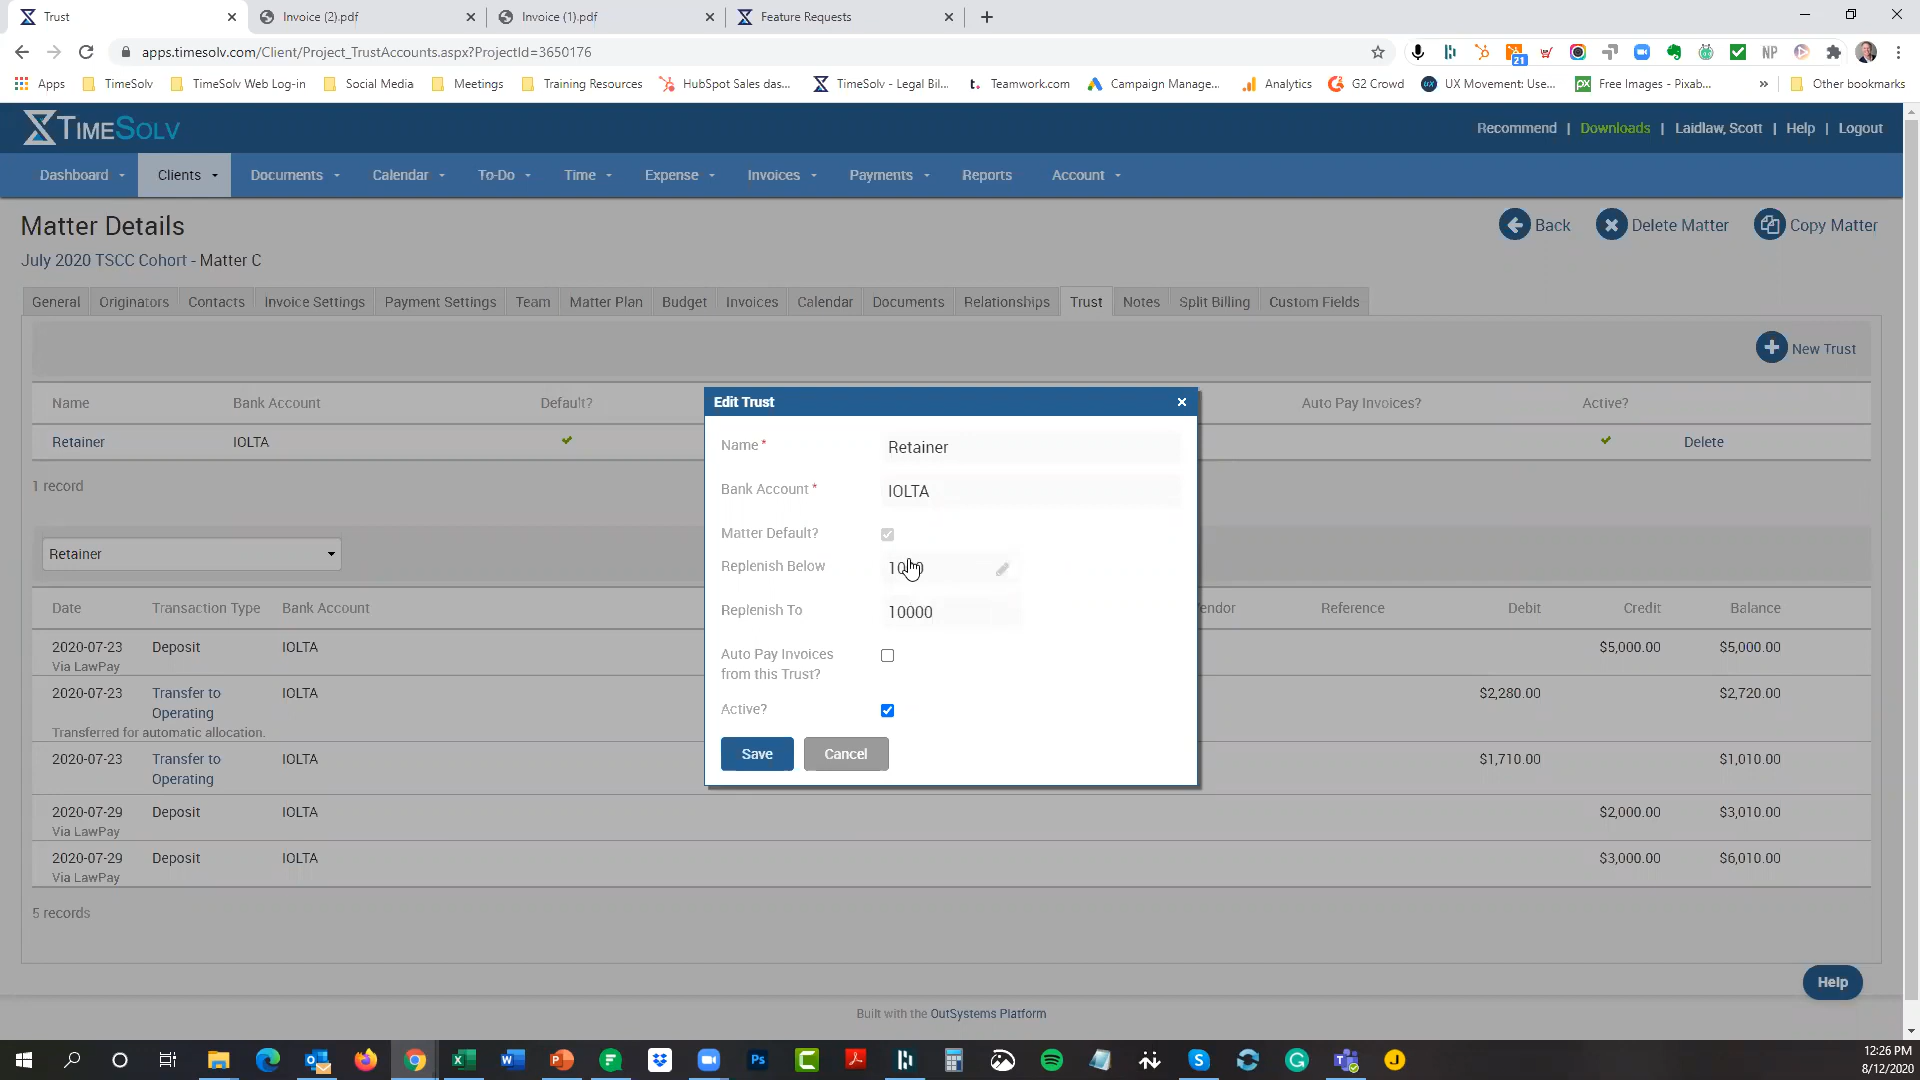 Trust
Invoice (2).pdf
Invoice (1).pdf
Feature Requests
apps.timesolv.com/Client/Project_TrustAccounts.aspx?ProjectId=3650176
21
NP
Apps
TimeSolv
TimeSolv Web Log-in
Social Media
Meetings
Training Resources
HubSpot Sales das...
TimeSolv - Legal Bil...
Teamwork.com
Campaign Manage...
Analytics
G2 Crowd
UX Movement: Use...
Free Images - Pixab...
»
Other bookmarks
TIMESOLV
Recommend | Downloads | Laidlaw, Scott | Help | Logout
Dashboard
Clients
Documents
Calendar
To-Do
Time
Expense
Invoices
Payments
Reports
Account
Matter Details
Back
Delete Matter
Copy Matter
July 2020 TSCC Cohort - Matter C
General
Originators
Contacts
Invoice Settings
Payment Settings
Team
Matter Plan
Budget
Invoices
Calendar
Documents
Relationships
Trust
Notes
Split Billing
Custom Fields
New Trust
Name Bank Account Default? Auto Pay Invoices? Active?
Retainer IOLTA Delete
1 record
Retainer
Date Transaction Type Bank Account Reference Debit Credit Balance
2020-07-23 Deposit IOLTA $5,000.00 $5,000.00
Via LawPay
2020-07-23 Transfer to IOLTA $2,280.00 $2,720.00
Operating
Transferred for automatic allocation.
2020-07-23 Transfer to IOLTA $1,710.00 $1,010.00
Operating
2020-07-29 Deposit IOLTA $2,000.00 $3,010.00
Via LawPay
2020-07-29 Deposit IOLTA $3,000.00 $6,010.00
Via LawPay
5 records
Edit Trust
Name * Retainer
Bank Account * IOLTA
Matter Default?
Replenish Below
Replenish To 10000
Auto Pay Invoices
from this Trust?
Active?
Save Cancel
Help
Built with the OutSystems Platform
12:26 PM
8/12/2020